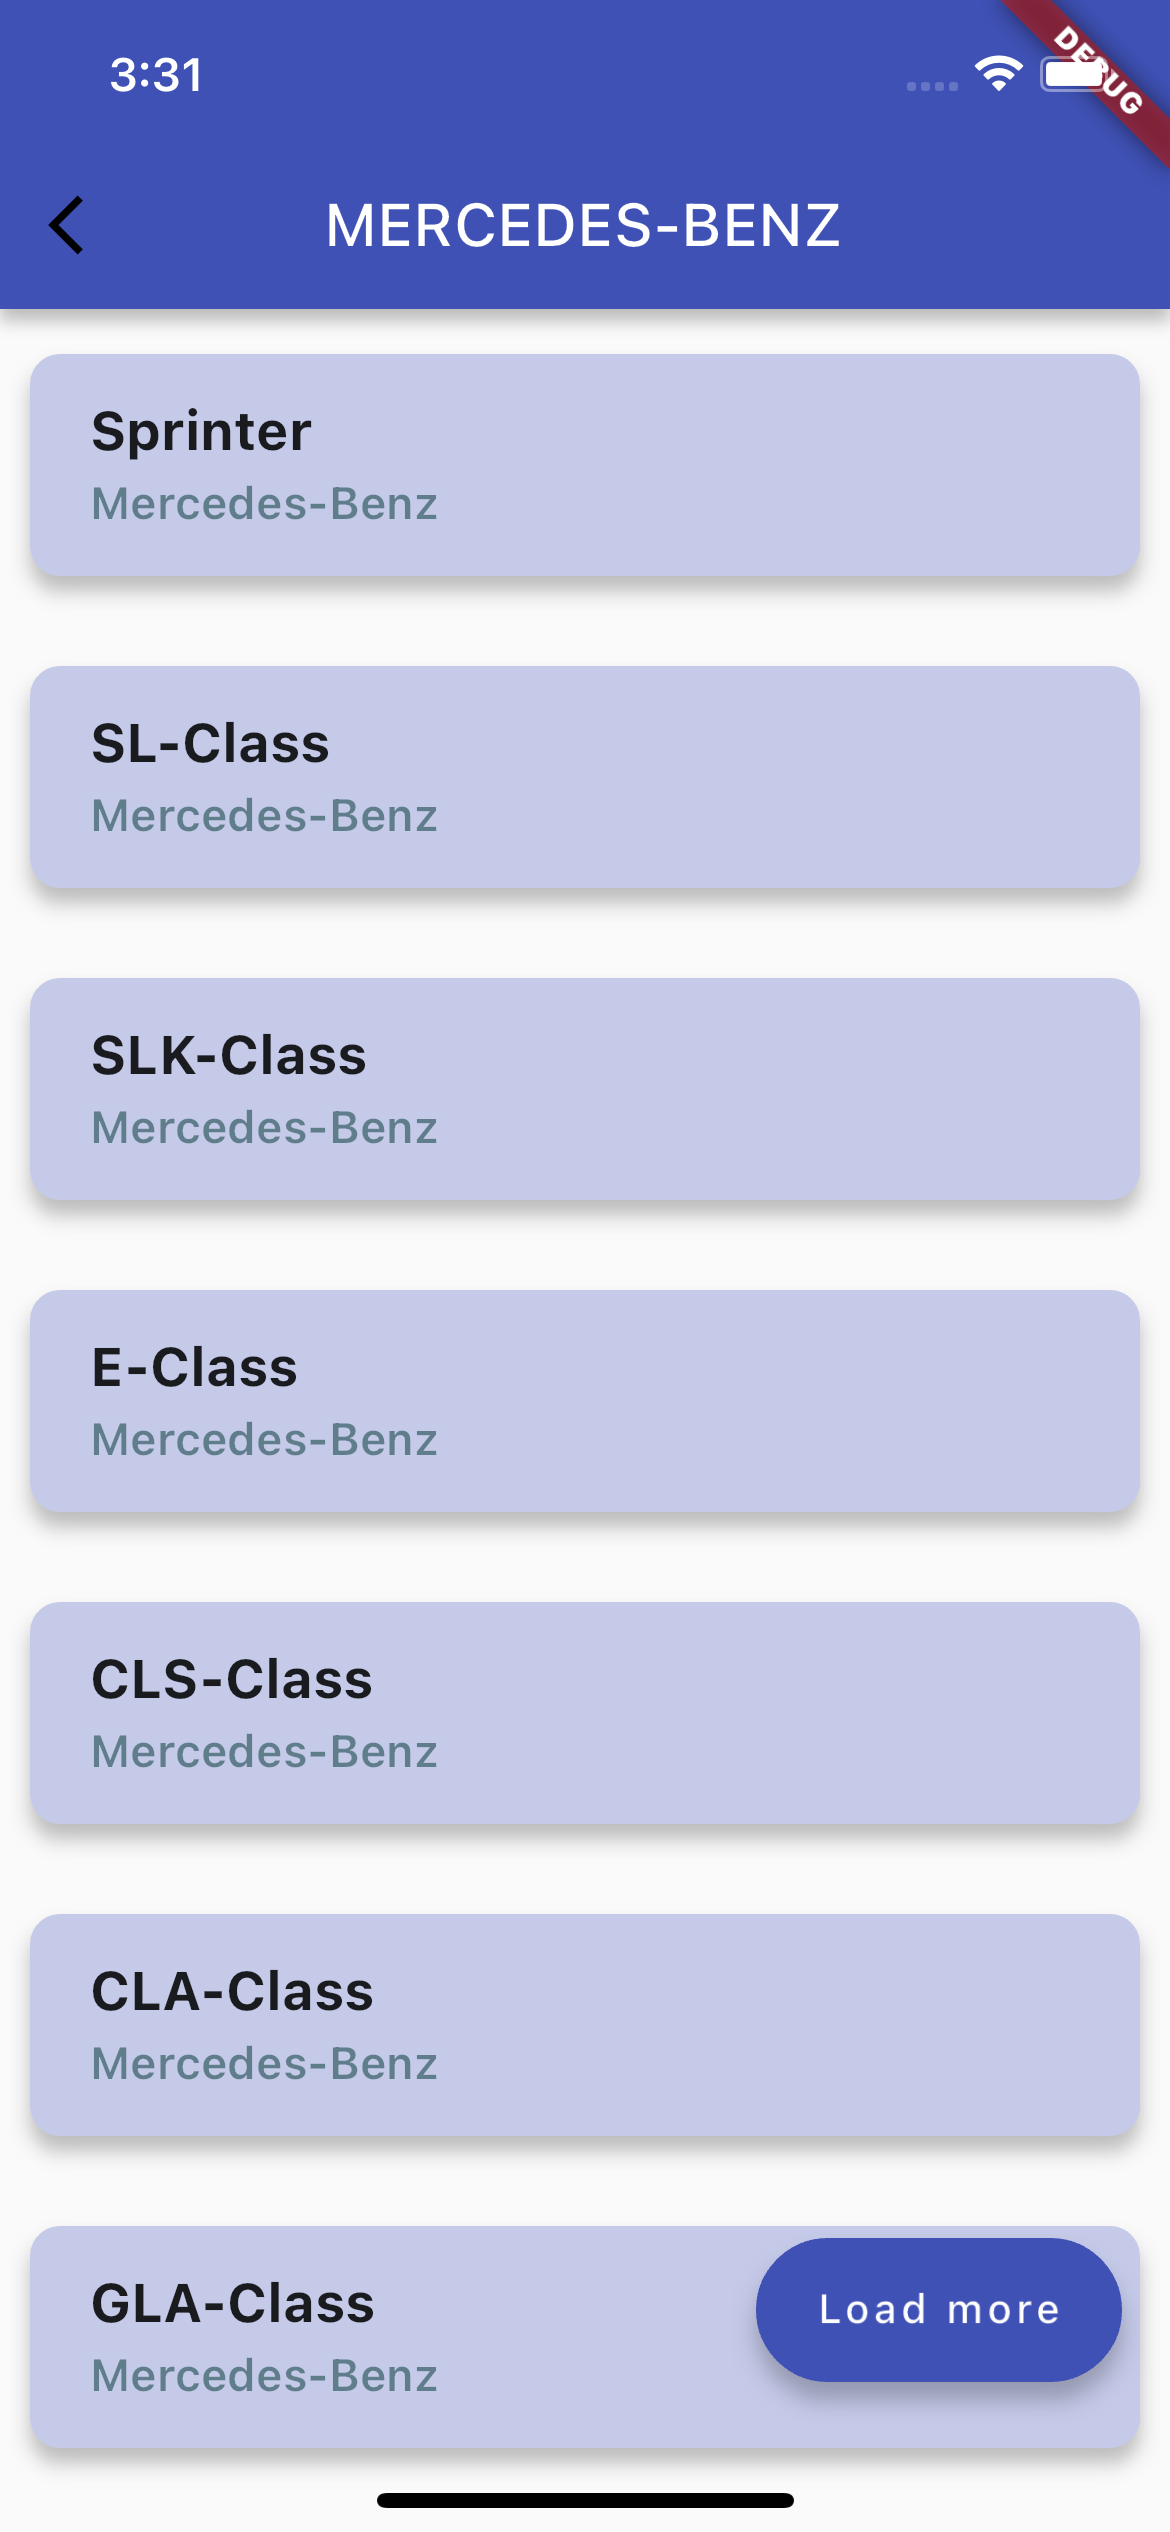 3:31
DEBUG
MERCEDES-BENZ
Sprinter
Mercedes-Benz
SL-Class
Mercedes-Benz
SLK-Class
Mercedes-Benz
E-Class
Mercedes-Benz
CLS-Class
Mercedes-Benz
CLA-Class
Mercedes-Benz
GLA-Class
Mercedes-Benz
Load more